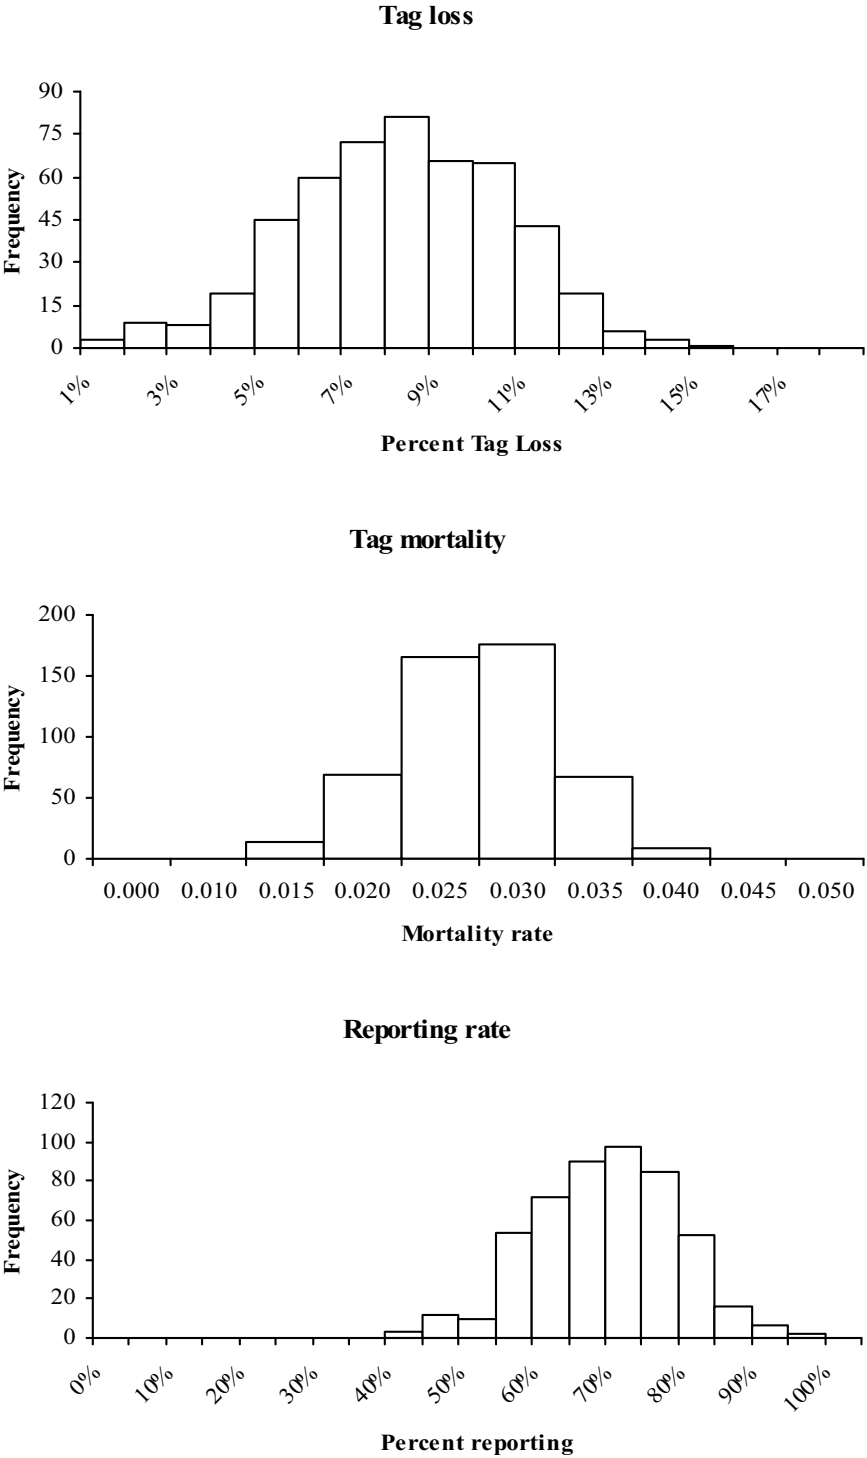 Tag loss
90
75
60
45
30
15
0
Frequency
1% 3% 5% 7% 9% 11% 13% 15% 17%
Percent Tag Loss
Tag mortality
200
150
100
50
0
Frequency
0.000 0.010 0.015 0.020 0.025 0.030 0.035 0.040 0.045 0.050
Mortality rate
Reporting rate
120
100
80
60
40
20
0
Frequency
0% 10% 20% 30% 40% 50% 60% 70% 80% 90% 100%
Percent reporting